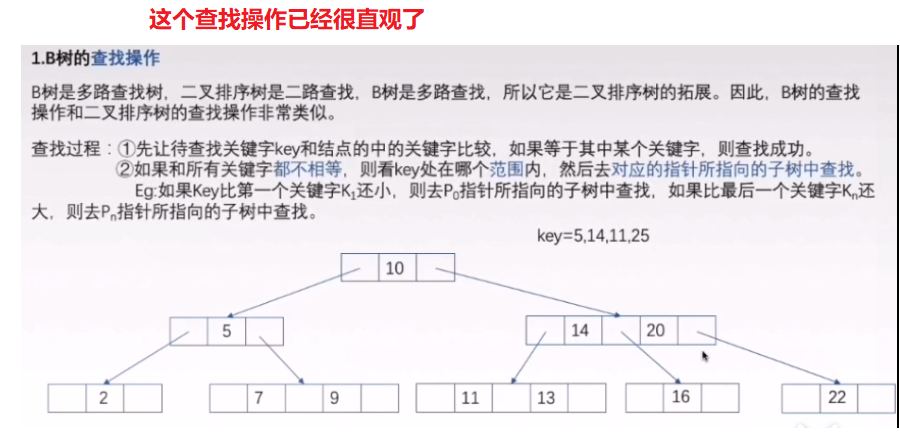 这个查找操作已经很直观了
1.B树的查找操作
B树是多路查找树，二叉排序树是二路查找，B树是多路查找，所以它是二叉排序树的拓展。因此，B树的查找
操作和二叉排序树的查找操作非常类似。
查找过程：①先让待查找关键字key和结点的中的关键字比较，如果等于其中某个关键字，则查找成功。
②如果和所有关键字都不相等，则看key处在哪个范围内，然后去对应的指针所指向的子树中查找。
Eg:如果Key比第一个关键字K₁还小，则去P₀指针所指向的子树中查找，如果比最后一个关键字Kₙ还
大，则去Pₙ指针所指向的子树中查找。
key=5,14,11,25
10
5 14 20
2 7 9 11 13 16 22